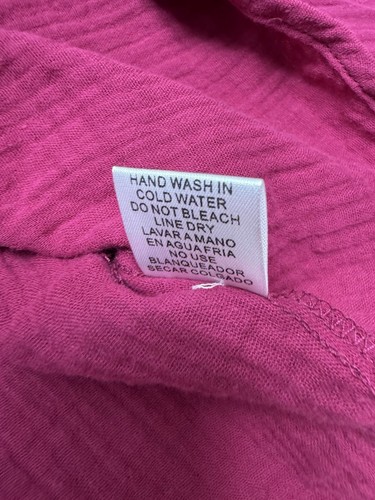 HAND WASH IN
COLD WATER
DO NOT BLEACH
LINE DRY
LAVAR A MANO
EN AGUA FRIA
NO USE
BLANQUEADOR
SECAR COLGADO